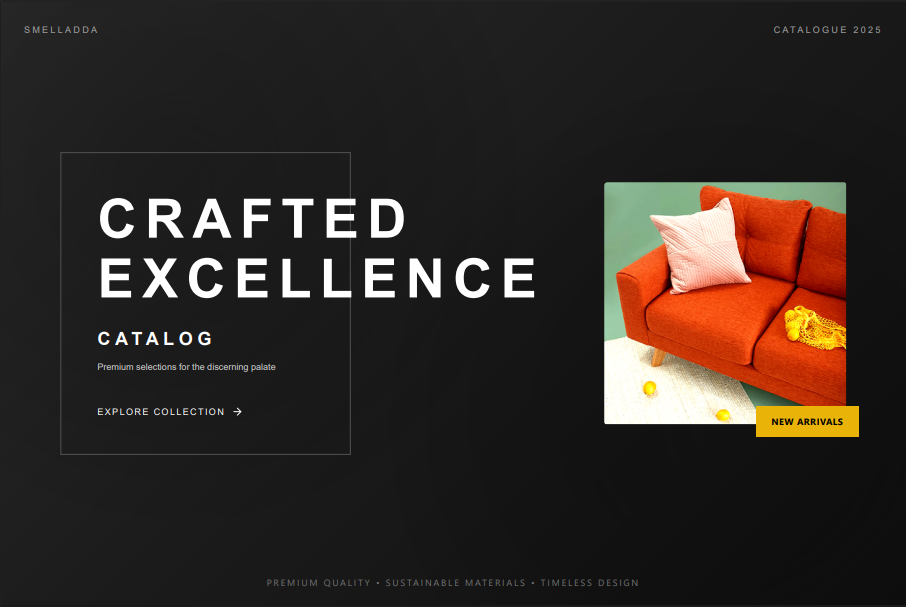 SMELLADDA
CATALOGUE 2025
CRAFTED
EXCELLENCE
CATALOG
Premium selections for the discerning palate
EXPLORE COLLECTION →
NEW ARRIVALS
PREMIUM QUALITY • SUSTAINABLE MATERIALS • TIMELESS DESIGN